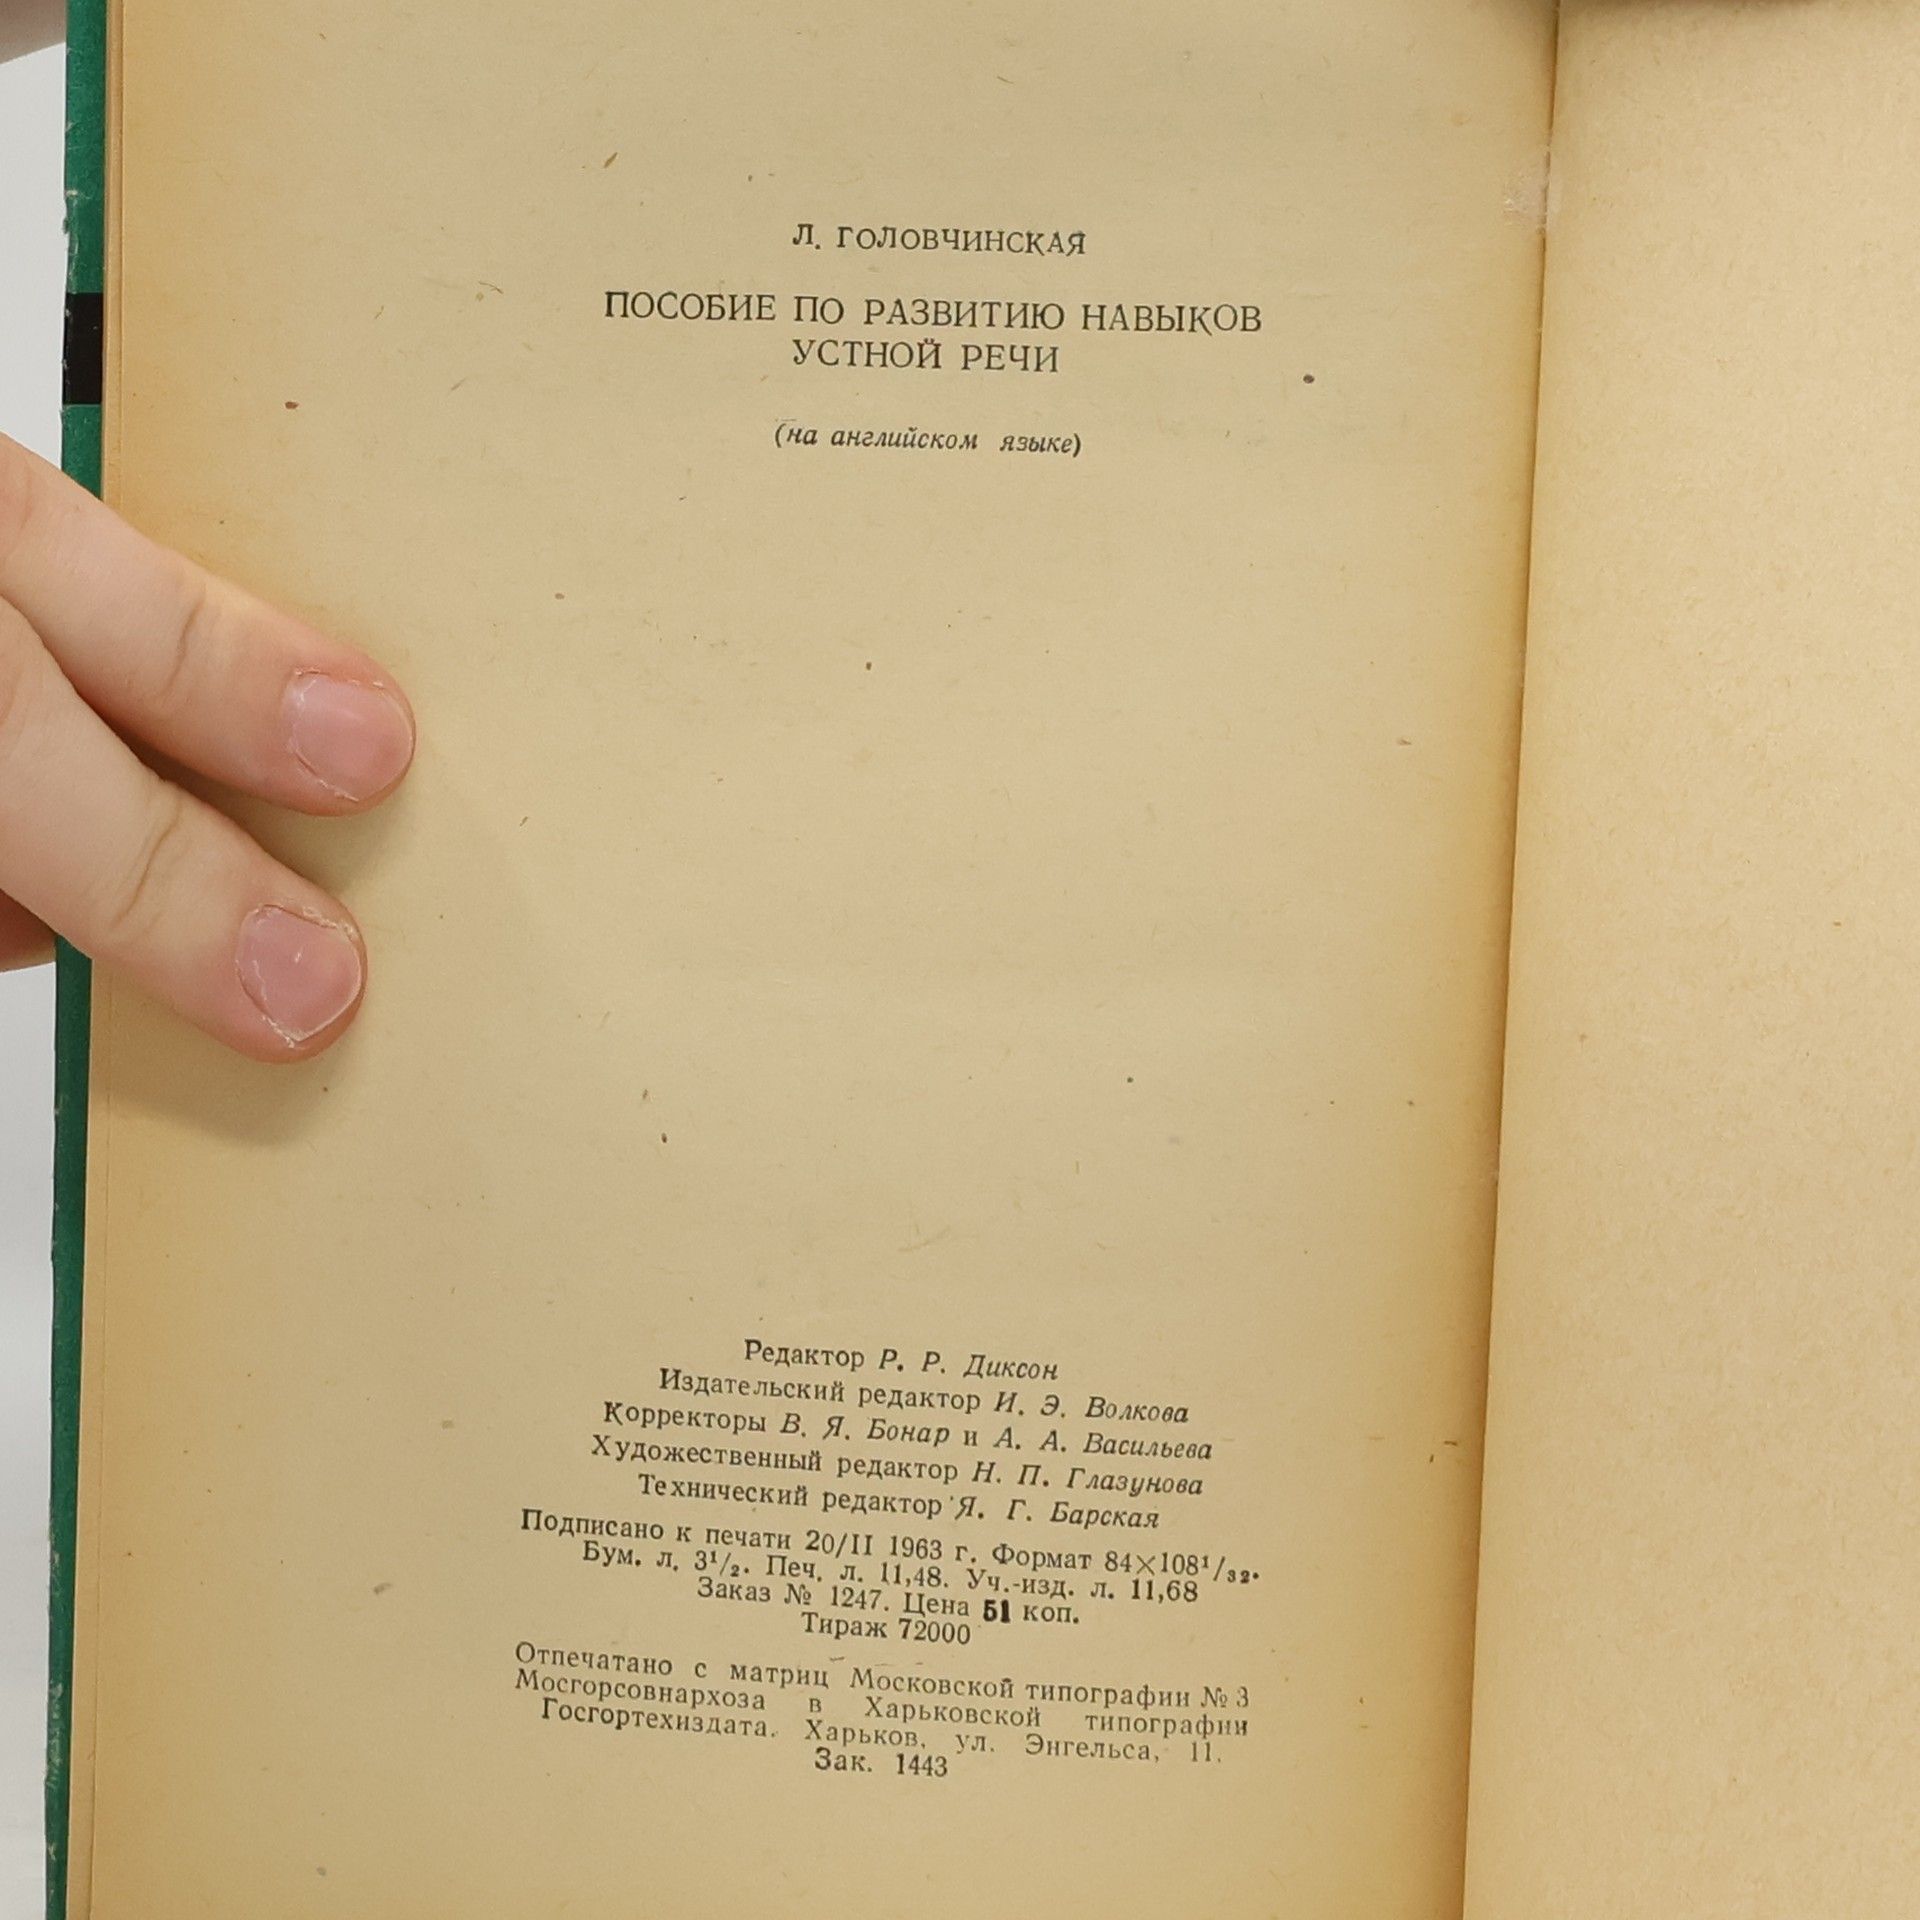 Л. ГОЛОВЧИНСКАЯ
ПОСОБИЕ ПО РАЗВИТИЮ НАВЫКОВ
УСТНОЙ РЕЧИ
(на английском языке)
Редактор Р. Р. Диксон
Издательский редактор И. Э. Волкова
Корректоры В. Я. Бонар и А. А. Васильева
Художественный редактор Н. П. Глазунова
Технический редактор Я. Г. Барская
Подписано к печати 20/II 1963 г. Формат 84×108¹/₃₂.
Бум. л. 3¹/₂. Печ. л. 11,48. Уч.-изд. л. 11,68
Заказ № 1247. Цена 51 коп.
Тираж 72000
Отпечатано с матриц Московской типографии № 3
Мосгорсовнархоза в Харьковской типографии
Госгортехиздата. Харьков, ул. Энгельса, 11.
Зак. 1443